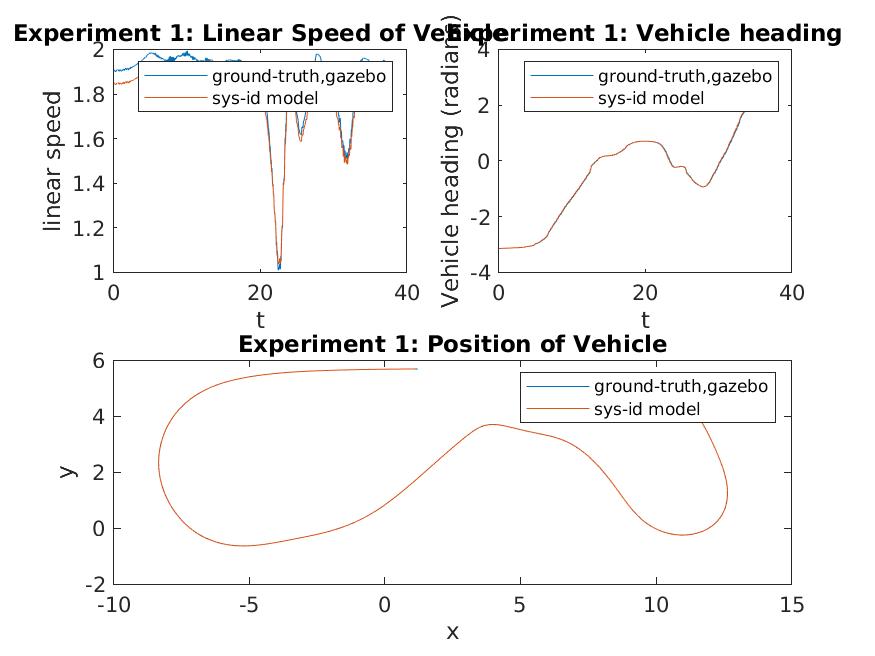 Experiment 1: Linear Speed of Vehicle
2
1.8
1.6
1.4
1.2
1
0
20
40
linear speed
t
ground-truth,gazebo
sys-id model
Experiment 1: Vehicle heading
4
2
0
-2
-4
0
20
40
Vehicle heading (radians)
t
ground-truth,gazebo
sys-id model
Experiment 1: Position of Vehicle
6
4
2
0
-2
-10
-5
0
5
10
15
y
x
ground-truth,gazebo
sys-id model